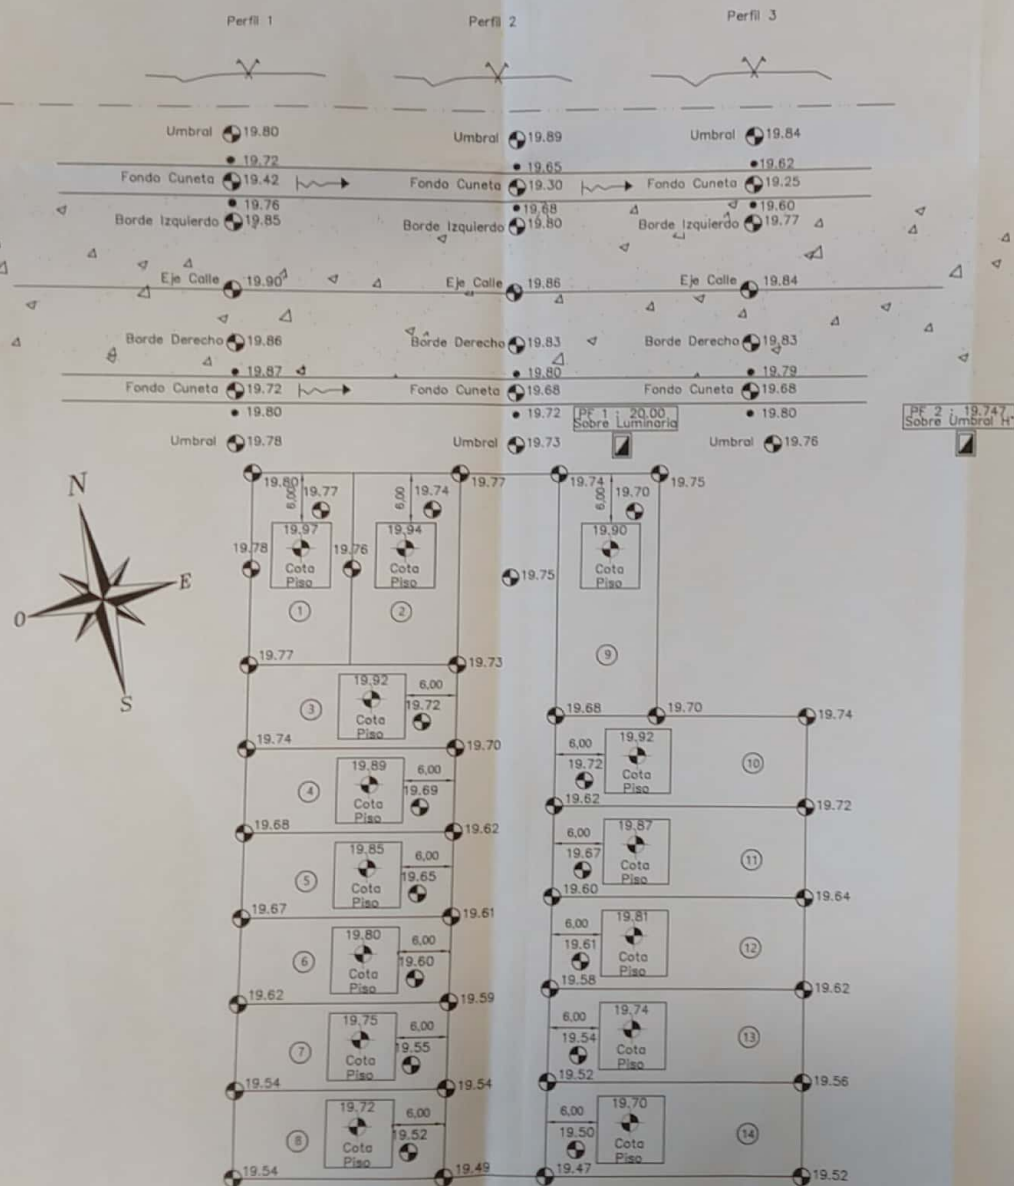 Perfil 1 Perfil 2 Perfil 3
Umbral 19.80 Umbral 19.89 Umbral 19.84
19.72 19.65 19.62
Fondo Cuneta 19.42 Fondo Cuneta 19.30 Fondo Cuneta 19.25
19.76 19.68 19.60
Borde Izquierdo 19.85 Borde Izquierdo 19.80 Borde Izquierdo 19.77
Eje Calle 19.90 Eje Calle 19.86 Eje Calle 19.84
Borde Derecho 19.86 Borde Derecho 19.83 Borde Derecho 19.83
19.87 19.80 19.79
Fondo Cuneta 19.72 Fondo Cuneta 19.68 Fondo Cuneta 19.68
19.80 19.72 19.80
PF 1 : 20.00
Sobre Luminaria
PF 2 : 19.747
Sobre Umbral Hº
Umbral 19.78 Umbral 19.73 Umbral 19.76
N
E
S
O
19.80 19.77 19.74 19.75
6,00 19.77 6,00 19.74 6,00 19.70
19.97 19.94 19.90
19.78 19.76
Cota Piso
Cota Piso
Cota Piso
19.75
1 2 9
19.77 19.73
19.92 6,00
3 19.72
Cota Piso
19.68 19.70 19.74
19.74 19.70
6,00 19.92
19.72 10
Cota Piso
19.89 6,00
4 19.69
Cota Piso
19.62 19.72
19.68 19.62
6,00 19.87
19.67 11
Cota Piso
19.85 6,00
5 19.65
Cota Piso
19.60 19.64
19.67 19.61
6,00 19.81
19.61 12
Cota Piso
19.80 6,00
6 19.60
Cota Piso
19.58 19.62
19.62 19.59
6,00 19.74
19.54 13
Cota Piso
19.75 6,00
7 19.55
Cota Piso
19.52 19.56
19.54 19.54
6,00 19.70
19.50 14
Cota Piso
19.72 6,00
8 19.52
Cota Piso
19.54 19.49 19.47 19.52